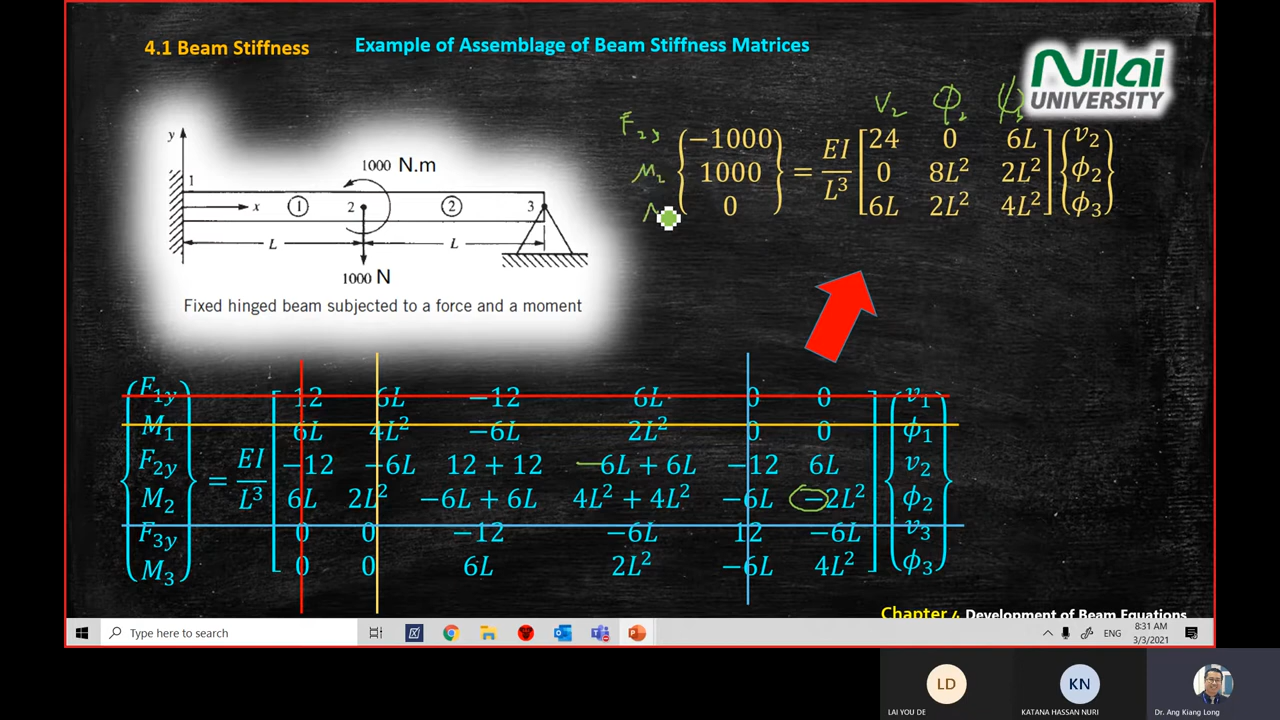 4.1 Beam Stiffness
Example of Assemblage of Beam Stiffness Matrices
Nilai
UNIVERSITY
v₂ ϕ₂ ϕ
F₂y
M₂
{−1000 1000 0} = EI/L³ [24 0 6L
0 8L² 2L²
6L 2L² 4L²] {v₂ ϕ₂ ϕ₃}
y
1
1000 N.m
x
① 2 ② 3
L L
1000 N
Fixed hinged beam subjected to a force and a moment
F₁y 12 6L −12 6L 0 0 v₁
M₁ 6L 4L² −6L 2L² 0 0 ϕ₁
F₂y = EI/L³ −12 −6L 12 + 12 −6L + 6L −12 6L v₂
M₂ 6L 2L² −6L + 6L 4L² + 4L² −6L −2L² ϕ₂
F₃y 0 0 −12 −6L 12 −6L v₃
M₃ 0 0 6L 2L² −6L 4L² ϕ₃
Chapter 4 Development of Beam Equations
Type here to search
ENG
8:31 AM
3/3/2021
LD
KN
LAI YOU DE
KATANA HASSAN NURI
Dr. Ang Kiang Long